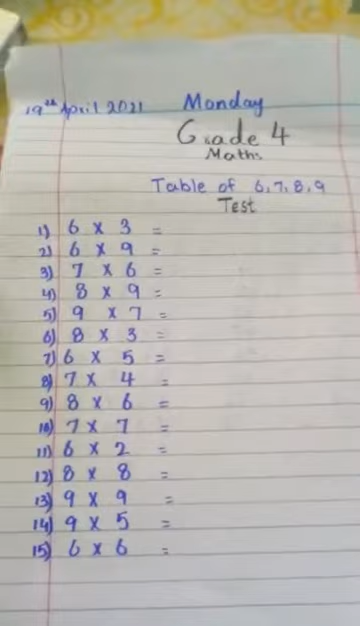 19th April 2021 Monday
Grade 4
Maths
Table of 6,7,8,9
Test
1) 6 x 3 =
2) 6 x 9 =
3) 7 x 6 =
4) 8 x 9 =
5) 9 x 7 =
6) 8 x 3 =
7) 6 x 5 =
8) 7 x 4 =
9) 8 x 6 =
10) 7 x 7 =
11) 6 x 2 =
12) 8 x 8 =
13) 9 x 9 =
14) 9 x 5 =
15) 6 x 6 =